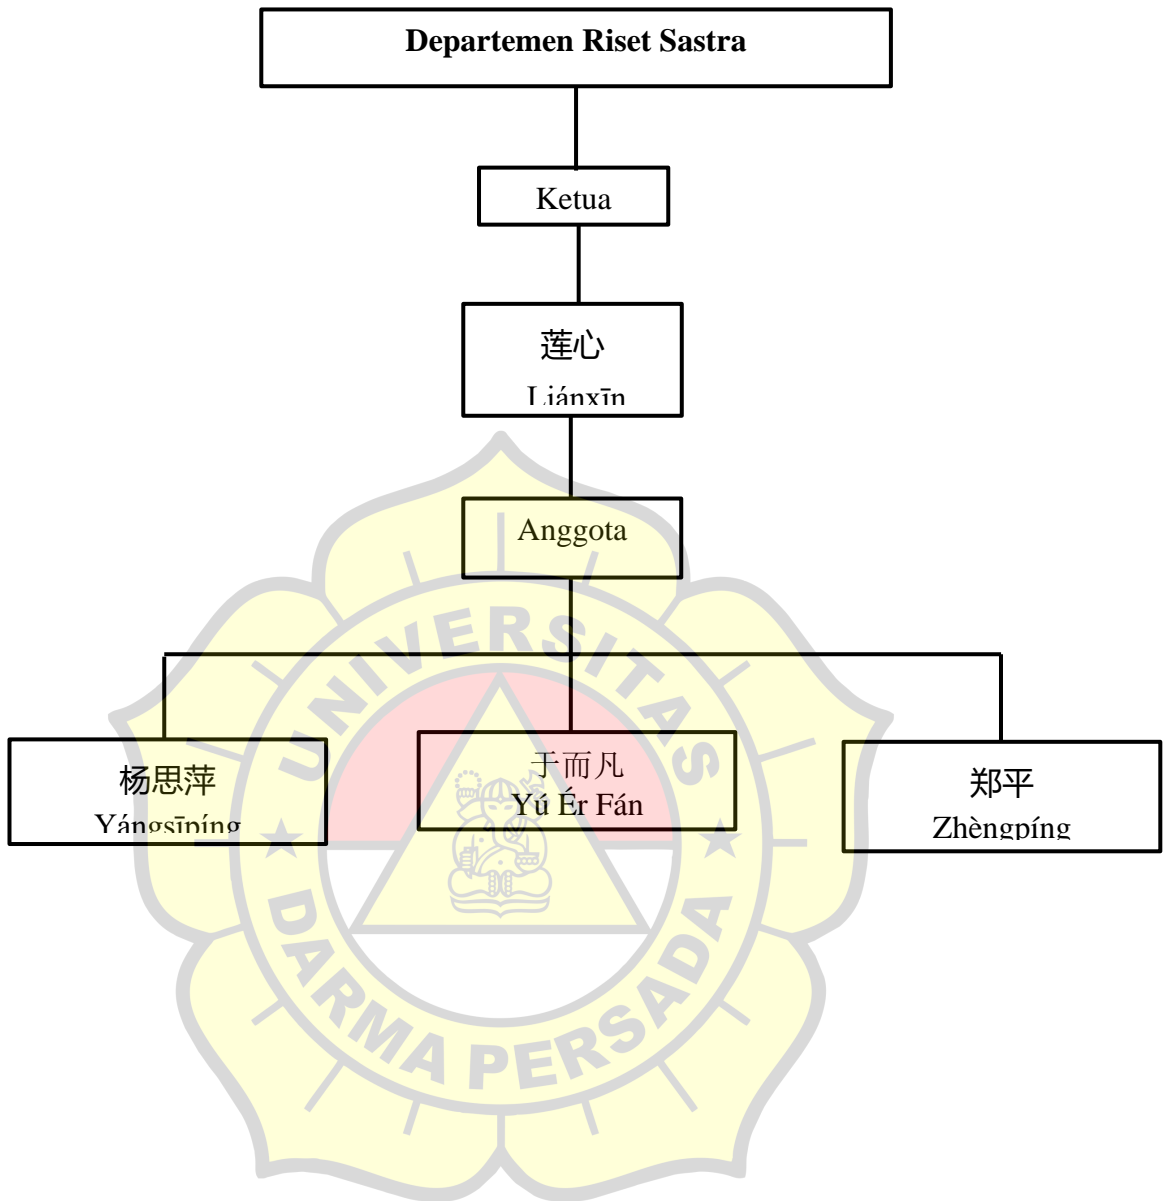 Departemen Riset Sastra
Ketua
莲心
Liánxīn
Anggota
杨思萍
Yángsīpíng
于而凡
Yú Ér Fán
郑平
Zhèngpíng
UNIVERSITAS
DARMA PERSADA